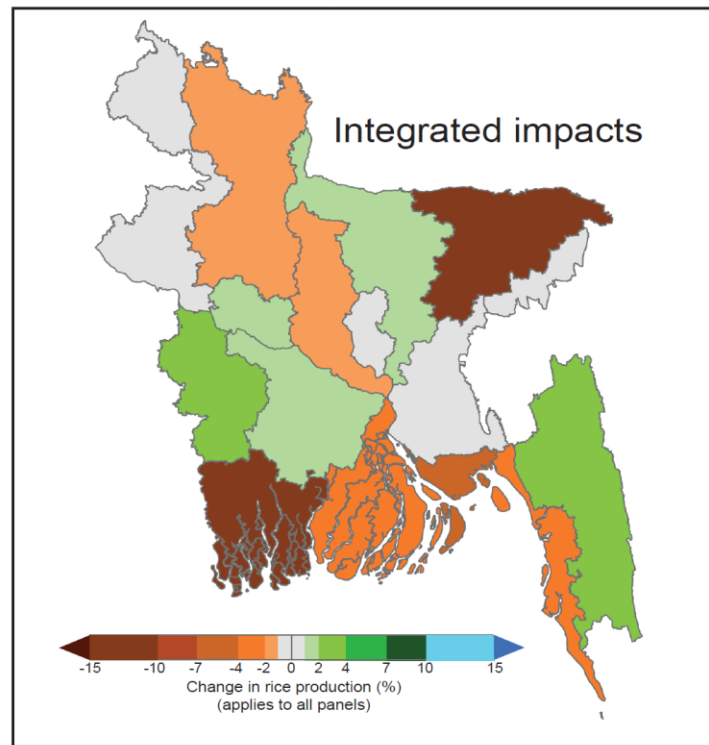 Integrated impacts
-15 -10 -7 -4 -2 0 2 4 7 10 15
Change in rice production (%)
(applies to all panels)